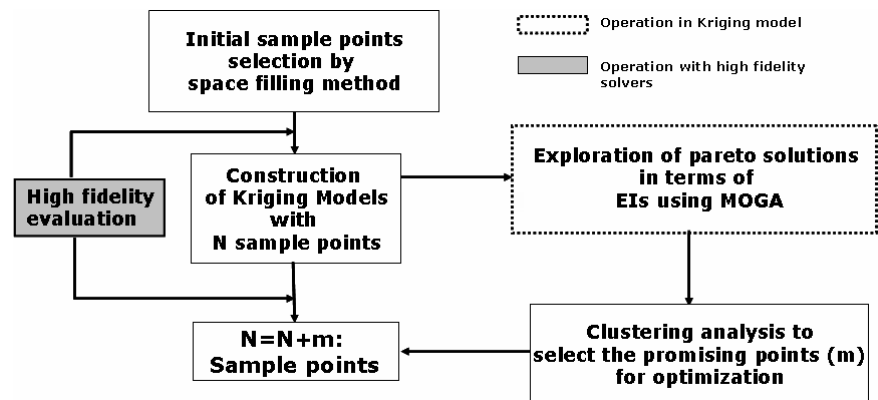 Initial sample points
selection by
space filling method
Operation in Kriging model
Operation with high fidelity
solvers
High fidelity
evaluation
Construction
of Kriging Models
with
N sample points
Exploration of pareto solutions
in terms of
EIs using MOGA
N=N+m:
Sample points
Clustering analysis to
select the promising points (m)
for optimization